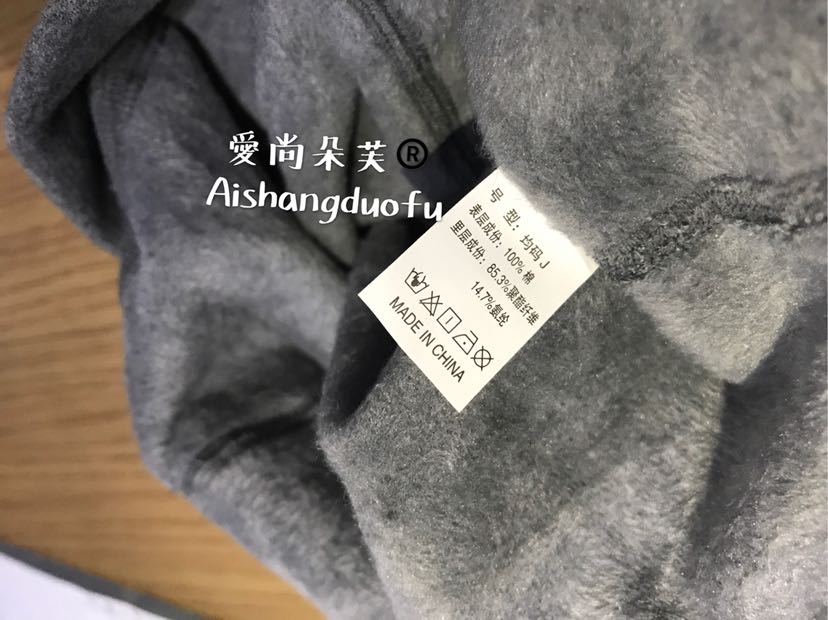 愛尚朵芙®
Aishangduofu
号 型：均码J
表层成份：100%棉
里层成份：85.3%聚酯纤维
14.7%氨纶
MADE IN CHINA